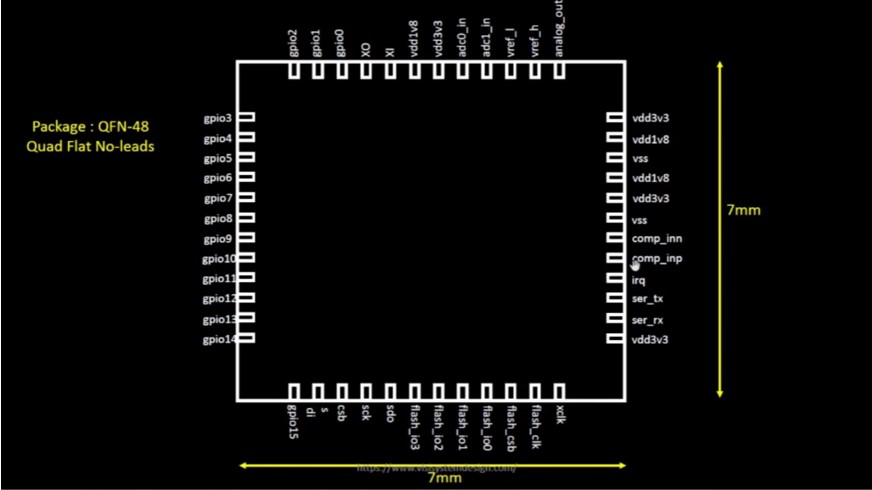 gpio2
gpio1
gpio0
XO
XI
vdd1v8
vdd3v3
adc0_in
adc1_in
vref_l
vref_h
analog_out
Package : QFN-48
Quad Flat No-leads
gpio3
gpio4
gpio5
gpio6
gpio7
gpio8
gpio9
gpio10
gpio11
gpio12
gpio13
gpio14
vdd3v3
vdd1v8
vss
vdd1v8
vdd3v3
vss
comp_inn
comp_inp
irq
ser_tx
ser_rx
vdd3v3
7mm
gpio15
s
di
csb
sck
sdo
flash_io3
flash_io2
flash_io1
flash_io0
flash_csb
flash_clk
xclk
https://www.vlsisystemdesign.com/
7mm